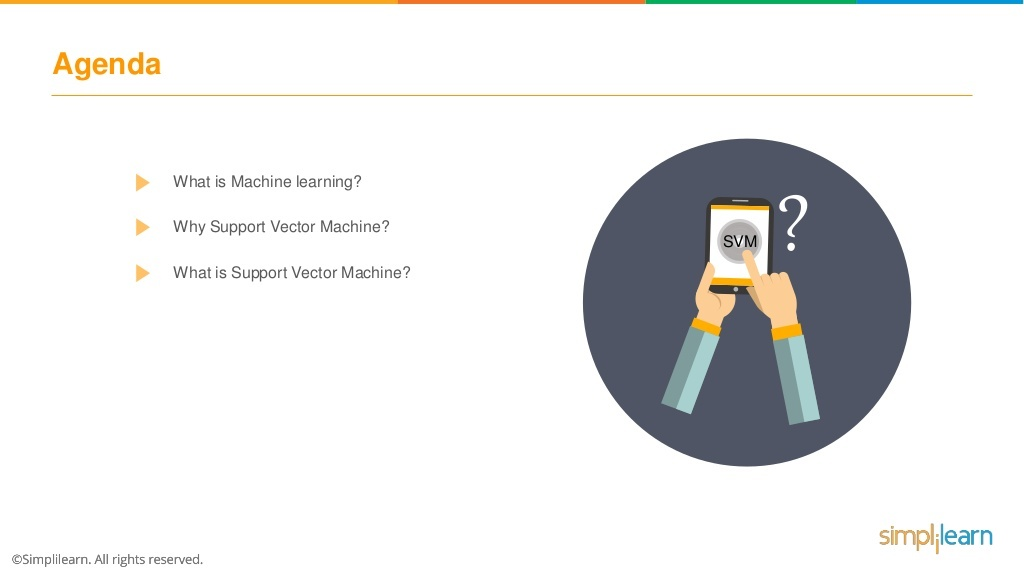 Agenda
What is Machine learning?
Why Support Vector Machine?
What is Support Vector Machine?
?
SVM
simplilearn
©Simplilearn. All rights reserved.